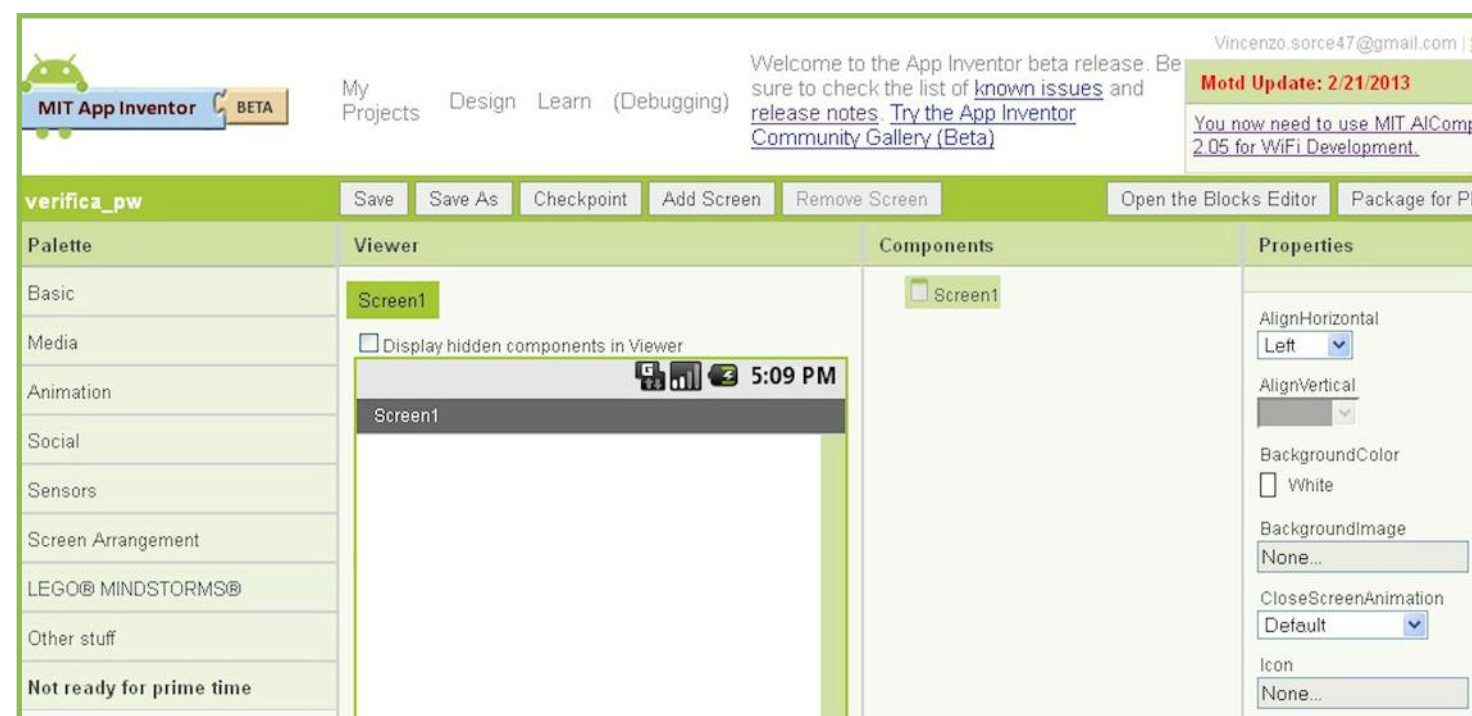 Vincenzo.sorce47@gmail.com |
MIT App Inventor BETA
My Projects
Design
Learn
(Debugging)
Welcome to the App Inventor beta release. Be
sure to check the list of known issues and
release notes. Try the App Inventor
Community Gallery (Beta)
Motd Update: 2/21/2013
You now need to use MIT AIComp
2.05 for WiFi Development.
verifica_pw
Save
Save As
Checkpoint
Add Screen
Remove Screen
Open the Blocks Editor
Package for
Palette
Basic
Media
Animation
Social
Sensors
Screen Arrangement
LEGO® MINDSTORMS®
Other stuff
Not ready for prime time
Viewer
Screen1
Display hidden components in Viewer
5:09 PM
Screen1
Components
Screen1
Properties
AlignHorizontal
Left
AlignVertical
BackgroundColor
White
BackgroundImage
None...
CloseScreenAnimation
Default
Icon
None...